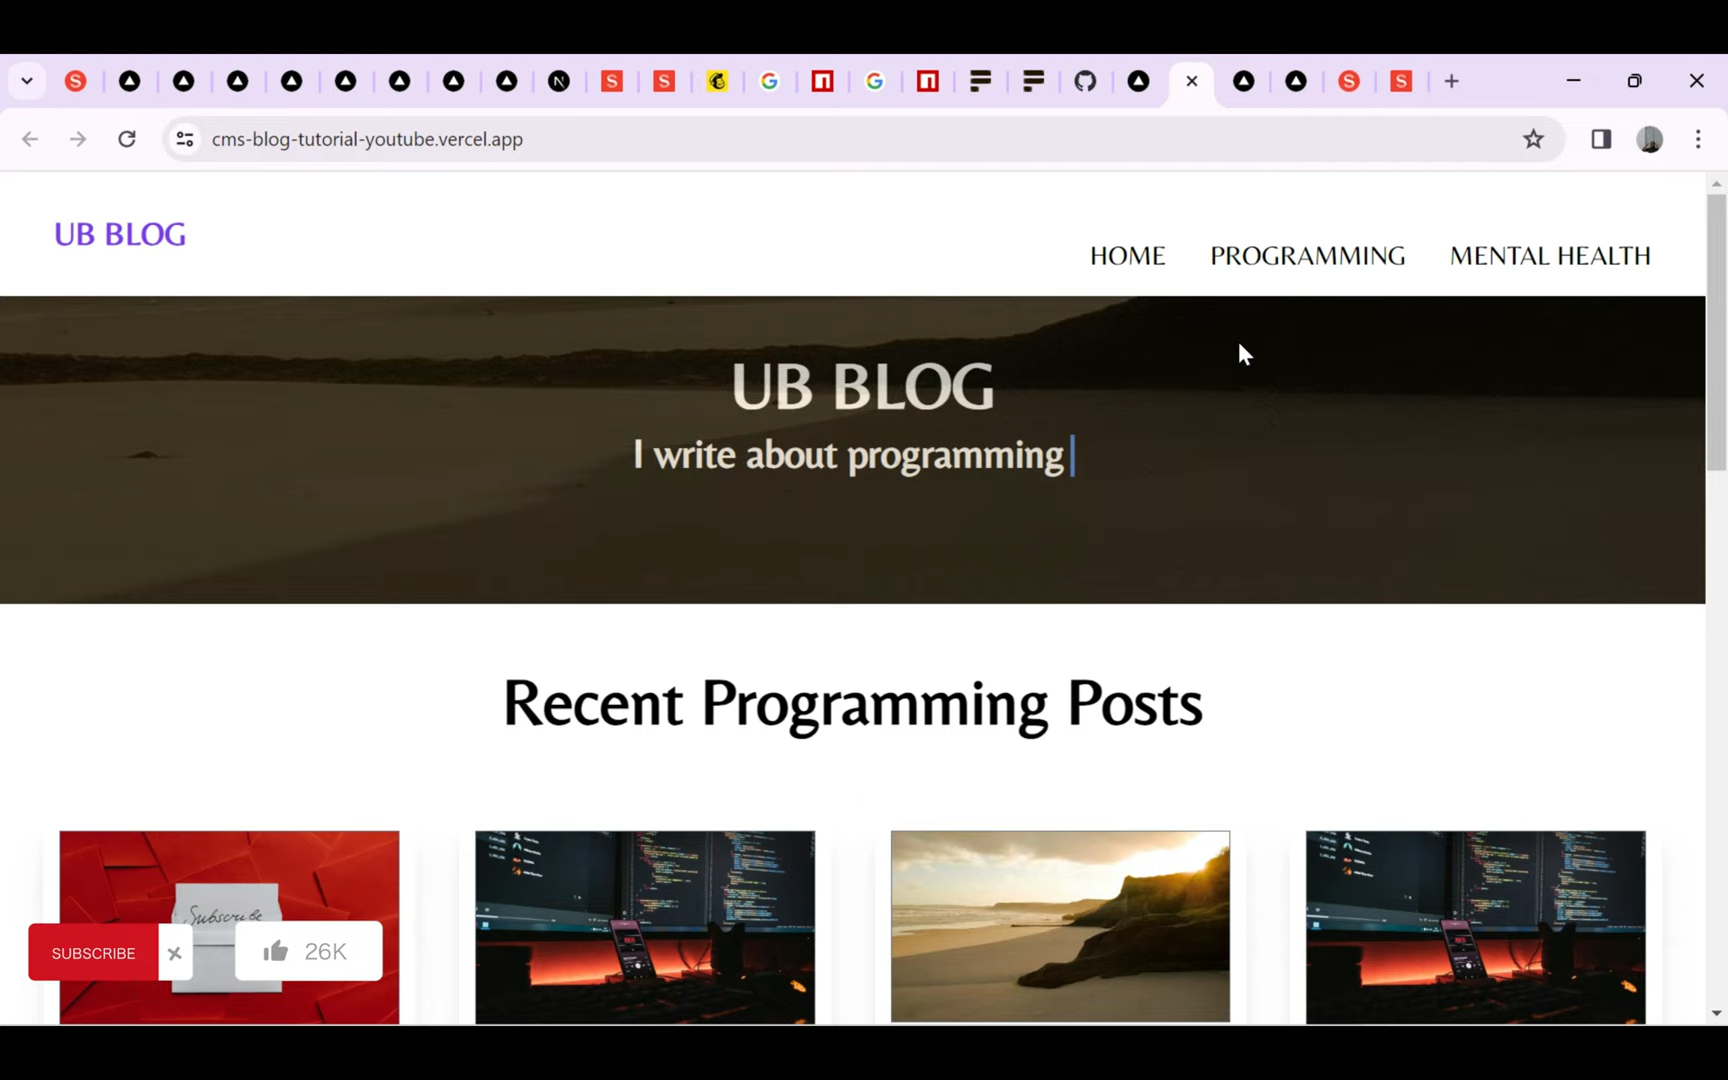 cms-blog-tutorial-youtube.vercel.app
UB BLOG
HOME PROGRAMMING MENTAL HEALTH
UB BLOG
I write about programming
Recent Programming Posts
Subscribe
SUBSCRIBE
26K